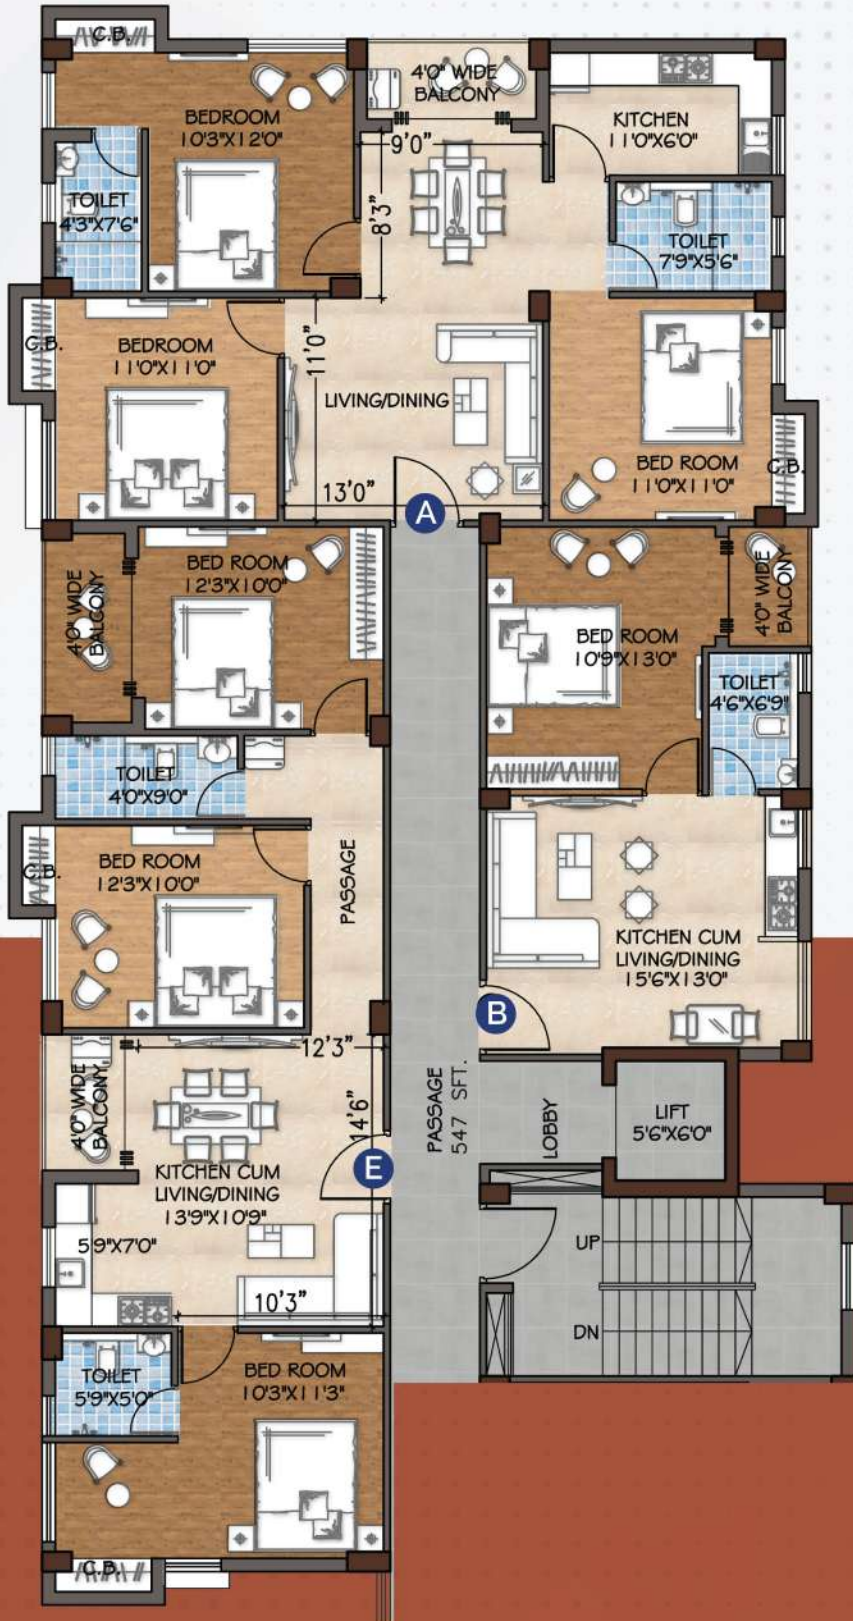 C.B.
BEDROOM
10'3"X12'0"
4'0" WIDE
BALCONY
KITCHEN
11'0"X6'0"
9'0"
TOILET
4'3"X7'6"
8'3"
TOILET
7'9"X5'6"
C.B.
BEDROOM
11'0"X11'0"
11'0"
LIVING/DINING
13'0"
A
BED ROOM
11'0"X11'0"
C.B.
4'0" WIDE
BALCONY
BED ROOM
12'3"X10'0"
BED ROOM
10'9"X13'0"
4'0" WIDE
BALCONY
TOILET
4'6"X6'9"
TOILET
4'0"X9'0"
C.B.
BED ROOM
12'3"X10'0"
PASSAGE
KITCHEN CUM
LIVING/DINING
15'6"X13'0"
B
12'3"
4'0" WIDE
BALCONY
14'6"
PASSAGE
547 SFT.
LOBBY
LIFT
5'6"X6'0"
E
KITCHEN CUM
LIVING/DINING
13'9"X10'9"
5'9"X7'0"
10'3"
UP
DN
TOILET
5'9"X5'0"
BED ROOM
10'3"X11'3"
C.B.